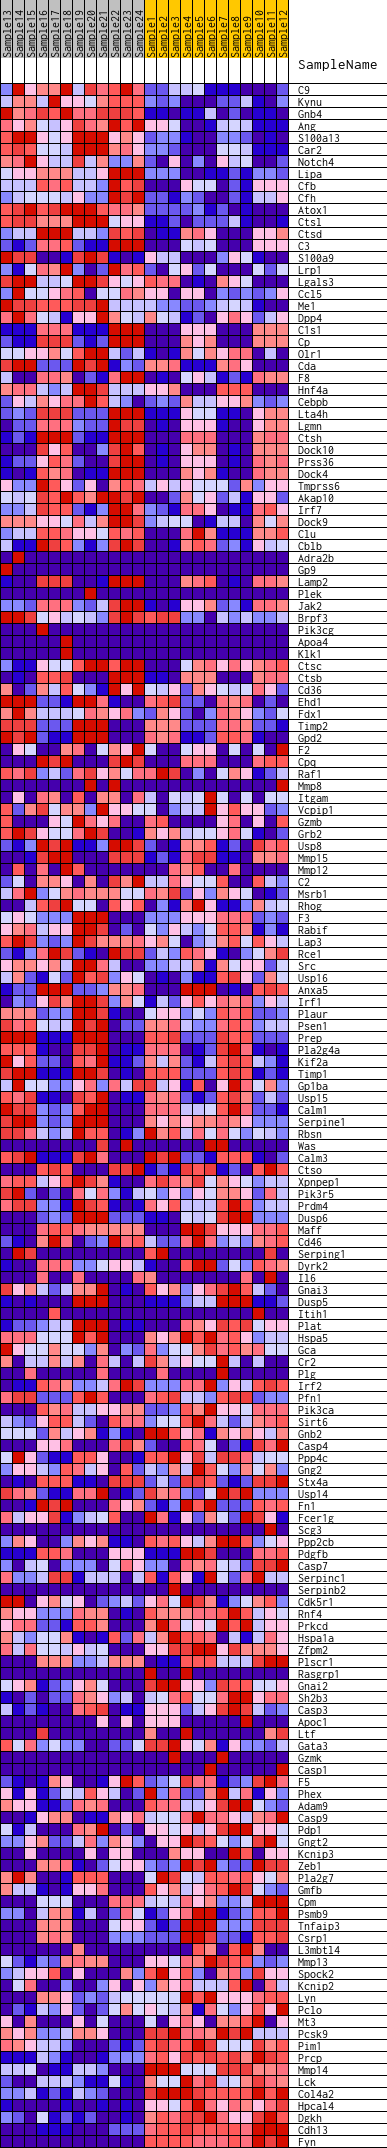 Sample13
Sample14
Sample15
Sample16
Sample17
Sample18
Sample19
Sample20
Sample21
Sample22
Sample23
Sample24
Sample1
Sample2
Sample3
Sample4
Sample5
Sample6
Sample7
Sample8
Sample9
Sample10
Sample11
Sample12
SampleName
C9
Kynu
Gnb4
Ang
S100a13
Car2
Notch4
Lipa
Cfb
Cfh
Atox1
Ctsl
Ctsd
C3
S100a9
Lrp1
Lgals3
Ccl5
Me1
Dpp4
C1s1
Cp
Olr1
Cda
F8
Hnf4a
Cebpb
Lta4h
Lgmn
Ctsh
Dock10
Prss36
Dock4
Tmprss6
Akap10
Irf7
Dock9
Clu
Cblb
Adra2b
Gp9
Lamp2
Plek
Jak2
Brpf3
Pik3cg
Apoa4
Klk1
Ctsc
Ctsb
Cd36
Ehd1
Fdx1
Timp2
Gpd2
F2
Cpq
Raf1
Mmp8
Itgam
Vcpip1
Gzmb
Grb2
Usp8
Mmp15
Mmp12
C2
Msrb1
Rhog
F3
Rabif
Lap3
Rce1
Src
Usp16
Anxa5
Irf1
Plaur
Psen1
Prep
Pla2g4a
Kif2a
Timp1
Gp1ba
Usp15
Calm1
Serpine1
Rbsn
Was
Calm3
Ctso
Xpnpep1
Pik3r5
Prdm4
Dusp6
Maff
Cd46
Serping1
Dyrk2
Il6
Gnai3
Dusp5
Itih1
Plat
Hspa5
Gca
Cr2
Plg
Irf2
Pfn1
Pik3ca
Sirt6
Gnb2
Casp4
Ppp4c
Gng2
Stx4a
Usp14
Fn1
Fcer1g
Scg3
Ppp2cb
Pdgfb
Casp7
Serpinc1
Serpinb2
Cdk5r1
Rnf4
Prkcd
Hspa1a
Zfpm2
Plscr1
Rasgrp1
Gnai2
Sh2b3
Casp3
Apoc1
Ltf
Gata3
Gzmk
Casp1
F5
Phex
Adam9
Casp9
Pdp1
Gngt2
Kcnip3
Zeb1
Pla2g7
Gmfb
Cpm
Psmb9
Tnfaip3
Csrp1
L3mbtl4
Mmp13
Spock2
Kcnip2
Lyn
Pclo
Mt3
Pcsk9
Pim1
Prcp
Mmp14
Lck
Col4a2
Hpcal4
Dgkh
Cdh13
Fyn